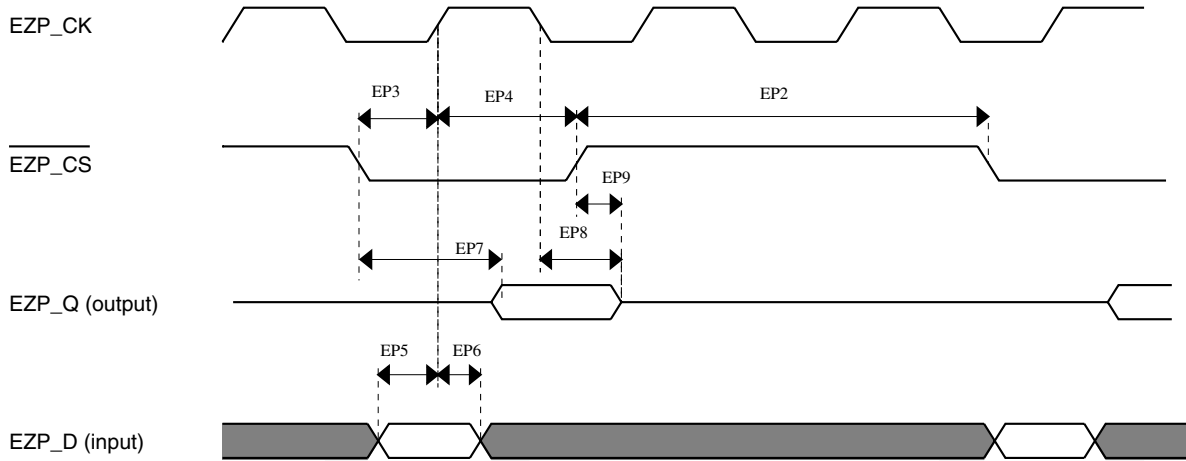 EZP_CK
EP3
EP4
EP2
EZP_CS
EP9
EP8
EP7
EZP_Q (output)
EP5
EP6
EZP_D (input)